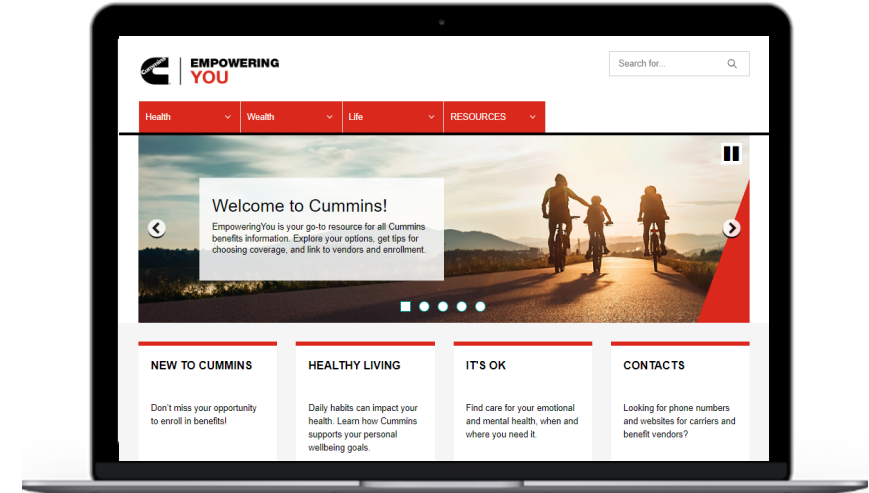 Cummins
EMPOWERING
YOU
Search for...
Health
Wealth
Life
RESOURCES
Welcome to Cummins!
EmpoweringYou is your go-to resource for all Cummins
benefits information. Explore your options, get tips for
choosing coverage, and link to vendors and enrollment.
NEW TO CUMMINS
Don't miss your opportunity
to enroll in benefits!
HEALTHY LIVING
Daily habits can impact your
health. Learn how Cummins
supports your personal
wellbeing goals.
IT'S OK
Find care for your emotional
and mental health, when and
where you need it.
CONTACTS
Looking for phone numbers
and websites for carriers and
benefit vendors?